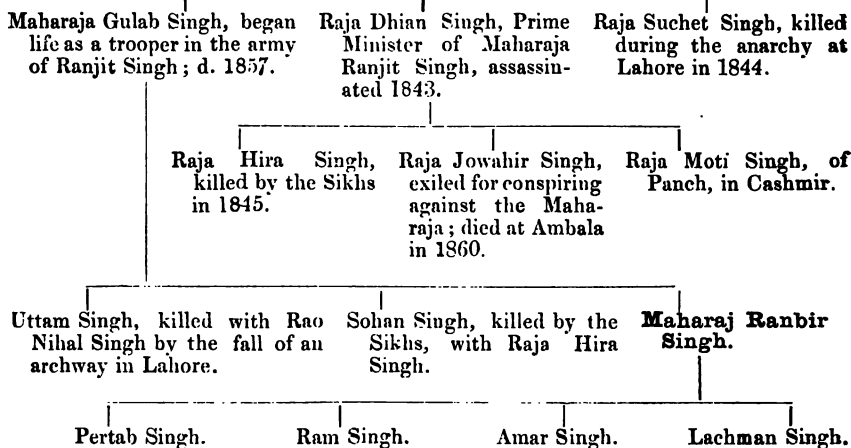 Maharaja Gulab Singh, began
life as a trooper in the army
of Ranjit Singh; d. 1857.
Raja Dhian Singh, Prime
Minister of Maharaja
Ranjit Singh, assassin-
ated 1843.
Raja Suchet Singh, killed
during the anarchy at
Lahore in 1844.
Raja Hira Singh,
killed by the Sikhs
in 1845.
Raja Jowahir Singh,
exiled for conspiring
against the Maha-
raja; died at Ambala
in 1860.
Raja Moti Singh, of
Panch, in Cashmir.
Uttam Singh, killed with Rao
Nihal Singh by the fall of an
archway in Lahore.
Sohan Singh, killed by the
Sikhs, with Raja Hira
Singh.
Maharaj Ranbir
Singh.
Pertab Singh.
Ram Singh.
Amar Singh.
Lachman Singh.